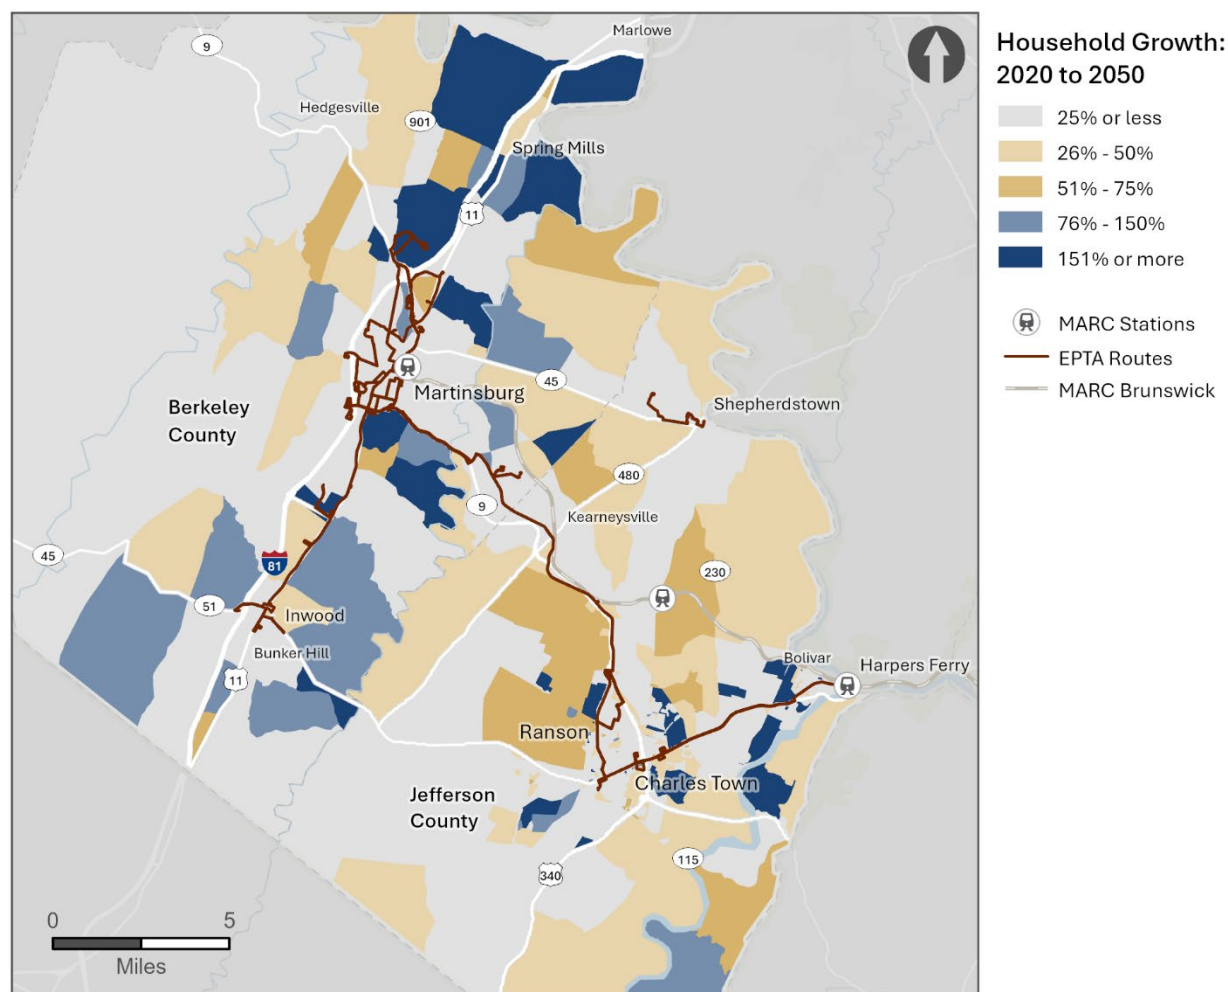 Marlowe
9
Hedgesville
901
Spring Mills
11
45
Martinsburg
Shepherdstown
Berkeley
County
480
9
Kearneysville
45
81
230
51
Inwood
Bunker Hill
Bolivar
Harpers Ferry
11
Ranson
Charles Town
Jefferson
County
115
340
0 5
Miles
Household Growth:
2020 to 2050
25% or less
26% - 50%
51% - 75%
76% - 150%
151% or more
MARC Stations
EPTA Routes
MARC Brunswick